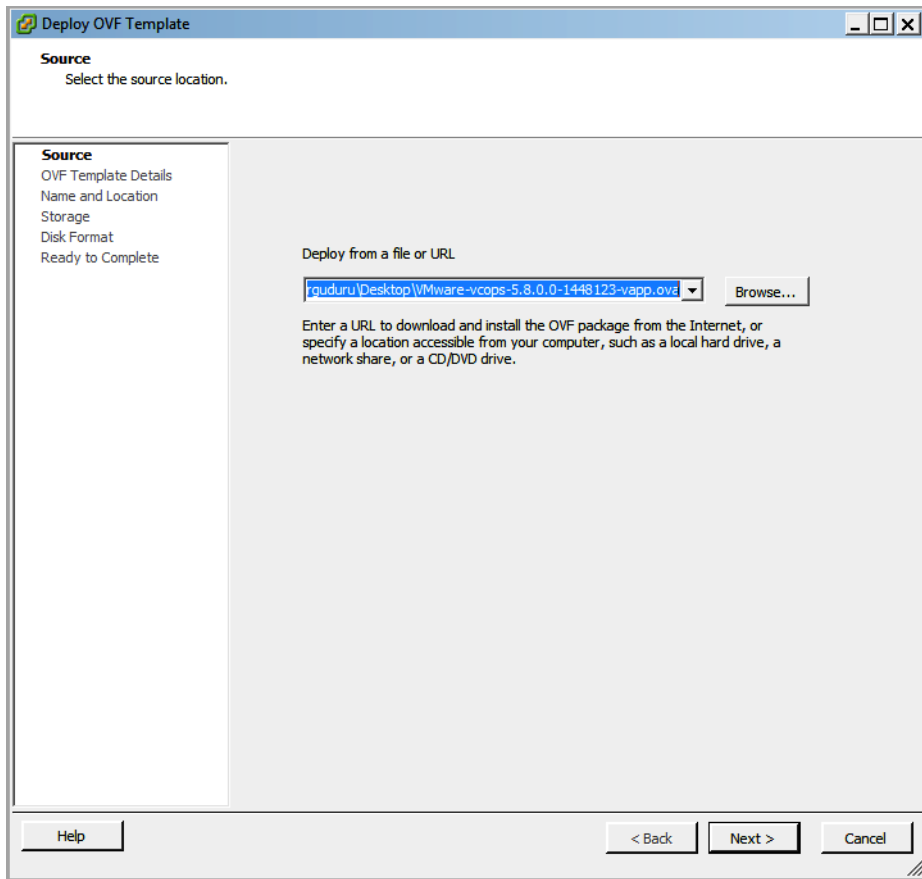 Deploy OVF Template
Source
Select the source location.
Source
OVF Template Details
Name and Location
Storage
Disk Format
Ready to Complete
Deploy from a file or URL
rguduru\Desktop\VMware-vcops-5.8.0.0-1448123-vapp.ova
Browse...
Enter a URL to download and install the OVF package from the Internet, or
specify a location accessible from your computer, such as a local hard drive, a
network share, or a CD/DVD drive.
Help
< Back
Next >
Cancel